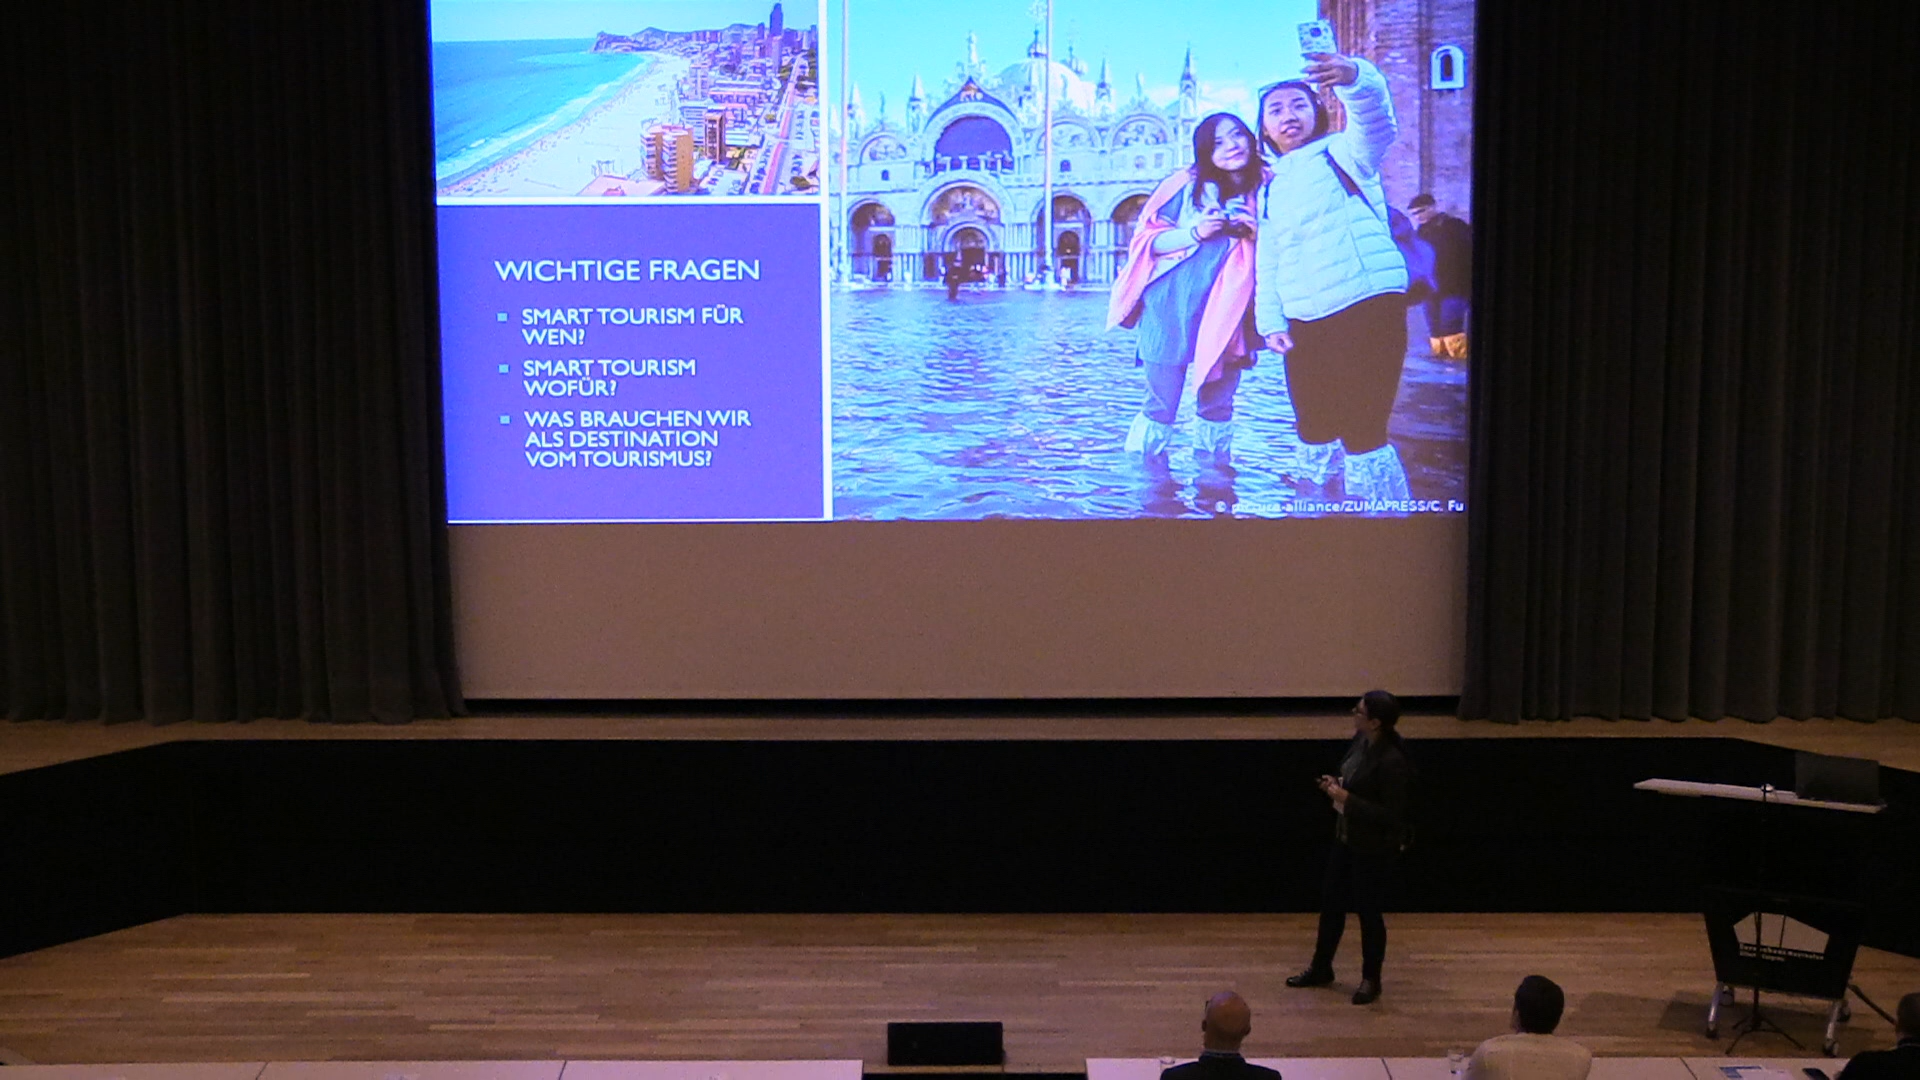 WICHTIGE FRAGEN
SMART TOURISM FÜR
WEN?
SMART TOURISM
WOFÜR?
WAS BRAUCHEN WIR
ALS DESTINATION
VOM TOURISMUS?
© picture-alliance/ZUMAPRESS/C. Fu